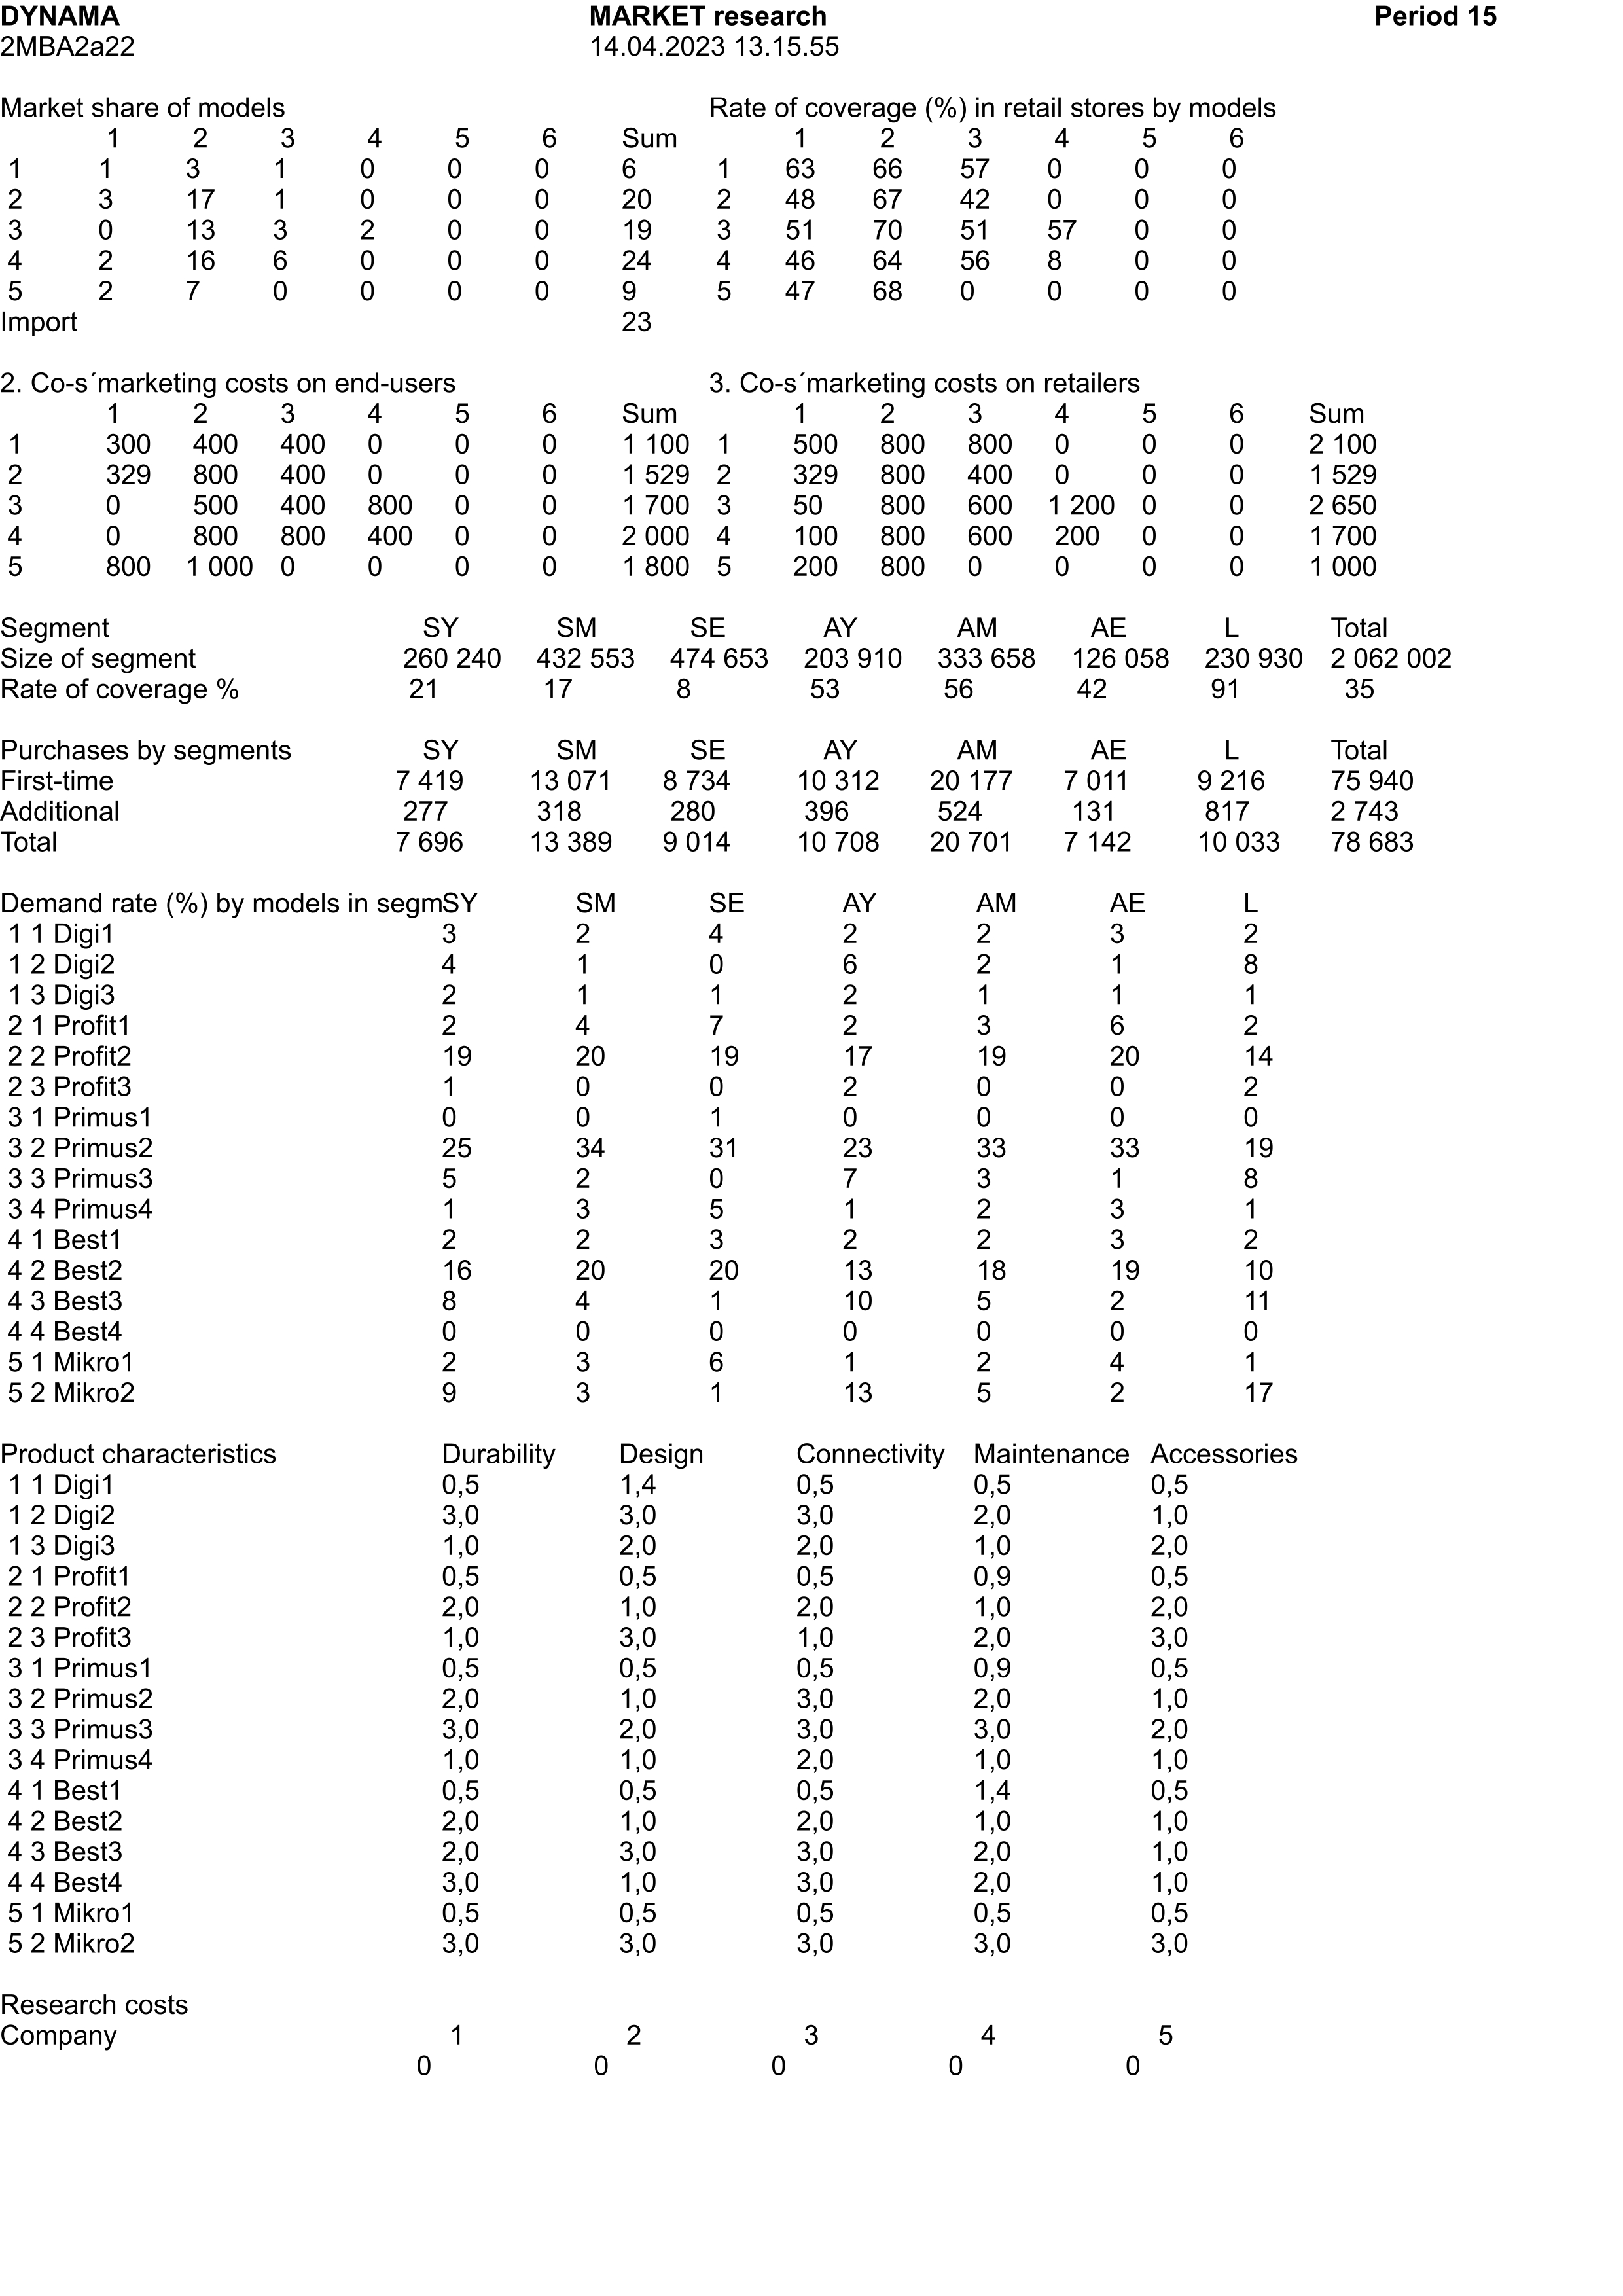 DYNAMA MARKET research Period 15
2MBA2a22 14.04.2023 13.15.55
Market share of models Rate of coverage (%) in retail stores by models
1 2 3 4 5 6 Sum 1 2 3 4 5 6
1 1 3 1 0 0 0 6 1 63 66 57 0 0 0
2 3 17 1 0 0 0 20 2 48 67 42 0 0 0
3 0 13 3 2 0 0 19 3 51 70 51 57 0 0
4 2 16 6 0 0 0 24 4 46 64 56 8 0 0
5 2 7 0 0 0 0 9 5 47 68 0 0 0 0
Import 23
2. Co-s´marketing costs on end-users 3. Co-s´marketing costs on retailers
1 2 3 4 5 6 Sum 1 2 3 4 5 6 Sum
1 300 400 400 0 0 0 1 100 1 500 800 800 0 0 0 2 100
2 329 800 400 0 0 0 1 529 2 329 800 400 0 0 0 1 529
3 0 500 400 800 0 0 1 700 3 50 800 600 1 200 0 0 2 650
4 0 800 800 400 0 0 2 000 4 100 800 600 200 0 0 1 700
5 800 1 000 0 0 0 0 1 800 5 200 800 0 0 0 0 1 000
Segment SY SM SE AY AM AE L Total
Size of segment 260 240 432 553 474 653 203 910 333 658 126 058 230 930 2 062 002
Rate of coverage % 21 17 8 53 56 42 91 35
Purchases by segments SY SM SE AY AM AE L Total
First-time 7 419 13 071 8 734 10 312 20 177 7 011 9 216 75 940
Additional 277 318 280 396 524 131 817 2 743
Total 7 696 13 389 9 014 10 708 20 701 7 142 10 033 78 683
Demand rate (%) by models in segmSY SM SE AY AM AE L
1 1 Digi1 3 2 4 2 2 3 2
1 2 Digi2 4 1 0 6 2 1 8
1 3 Digi3 2 1 1 2 1 1 1
2 1 Profit1 2 4 7 2 3 6 2
2 2 Profit2 19 20 19 17 19 20 14
2 3 Profit3 1 0 0 2 0 0 2
3 1 Primus1 0 0 1 0 0 0 0
3 2 Primus2 25 34 31 23 33 33 19
3 3 Primus3 5 2 0 7 3 1 8
3 4 Primus4 1 3 5 1 2 3 1
4 1 Best1 2 2 3 2 2 3 2
4 2 Best2 16 20 20 13 18 19 10
4 3 Best3 8 4 1 10 5 2 11
4 4 Best4 0 0 0 0 0 0 0
5 1 Mikro1 2 3 6 1 2 4 1
5 2 Mikro2 9 3 1 13 5 2 17
Product characteristics Durability Design Connectivity Maintenance Accessories
1 1 Digi1 0,5 1,4 0,5 0,5 0,5
1 2 Digi2 3,0 3,0 3,0 2,0 1,0
1 3 Digi3 1,0 2,0 2,0 1,0 2,0
2 1 Profit1 0,5 0,5 0,5 0,9 0,5
2 2 Profit2 2,0 1,0 2,0 1,0 2,0
2 3 Profit3 1,0 3,0 1,0 2,0 3,0
3 1 Primus1 0,5 0,5 0,5 0,9 0,5
3 2 Primus2 2,0 1,0 3,0 2,0 1,0
3 3 Primus3 3,0 2,0 3,0 3,0 2,0
3 4 Primus4 1,0 1,0 2,0 1,0 1,0
4 1 Best1 0,5 0,5 0,5 1,4 0,5
4 2 Best2 2,0 1,0 2,0 1,0 1,0
4 3 Best3 2,0 3,0 3,0 2,0 1,0
4 4 Best4 3,0 1,0 3,0 2,0 1,0
5 1 Mikro1 0,5 0,5 0,5 0,5 0,5
5 2 Mikro2 3,0 3,0 3,0 3,0 3,0
Research costs
Company 1 2 3 4 5
0 0 0 0 0